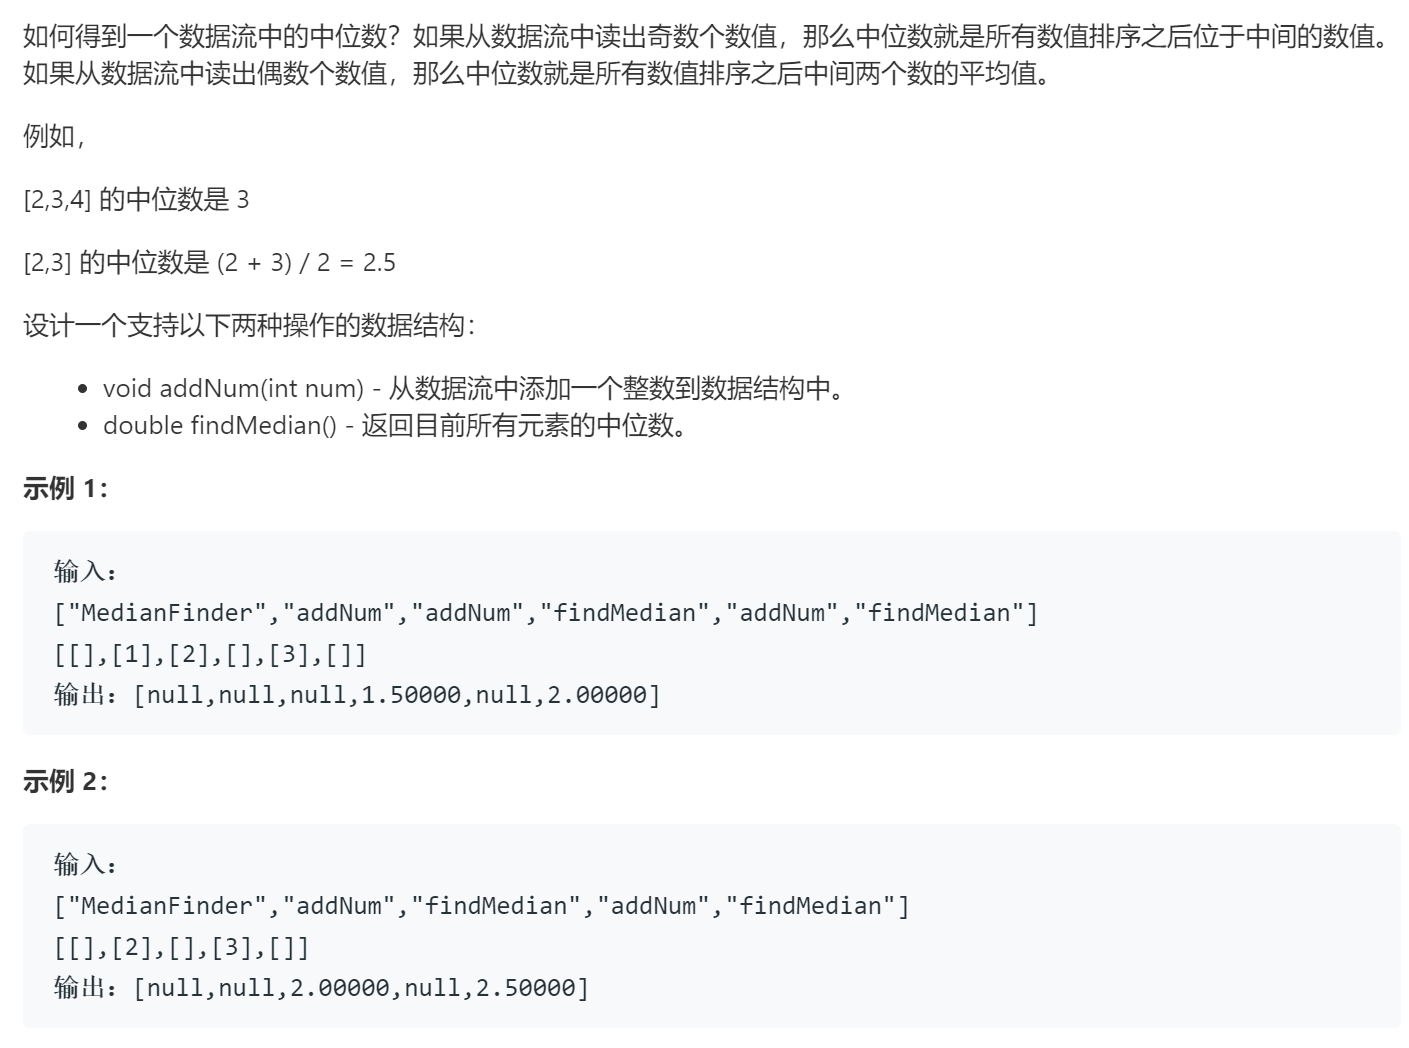 如何得到一个数据流中的中位数？如果从数据流中读出奇数个数值，那么中位数就是所有数值排序之后位于中间的数值。
如果从数据流中读出偶数个数值，那么中位数就是所有数值排序之后中间两个数的平均值。
例如，
[2,3,4] 的中位数是 3
[2,3] 的中位数是 (2 + 3) / 2 = 2.5
设计一个支持以下两种操作的数据结构：
• void addNum(int num) - 从数据流中添加一个整数到数据结构中。
• double findMedian() - 返回目前所有元素的中位数。
示例 1：
输入：
["MedianFinder","addNum","addNum","findMedian","addNum","findMedian"]
[[],[1],[2],[],[3],[]]
输出：[null,null,null,1.50000,null,2.00000]
示例 2：
输入：
["MedianFinder","addNum","findMedian","addNum","findMedian"]
[[],[2],[],[3],[]]
输出：[null,null,2.00000,null,2.50000]